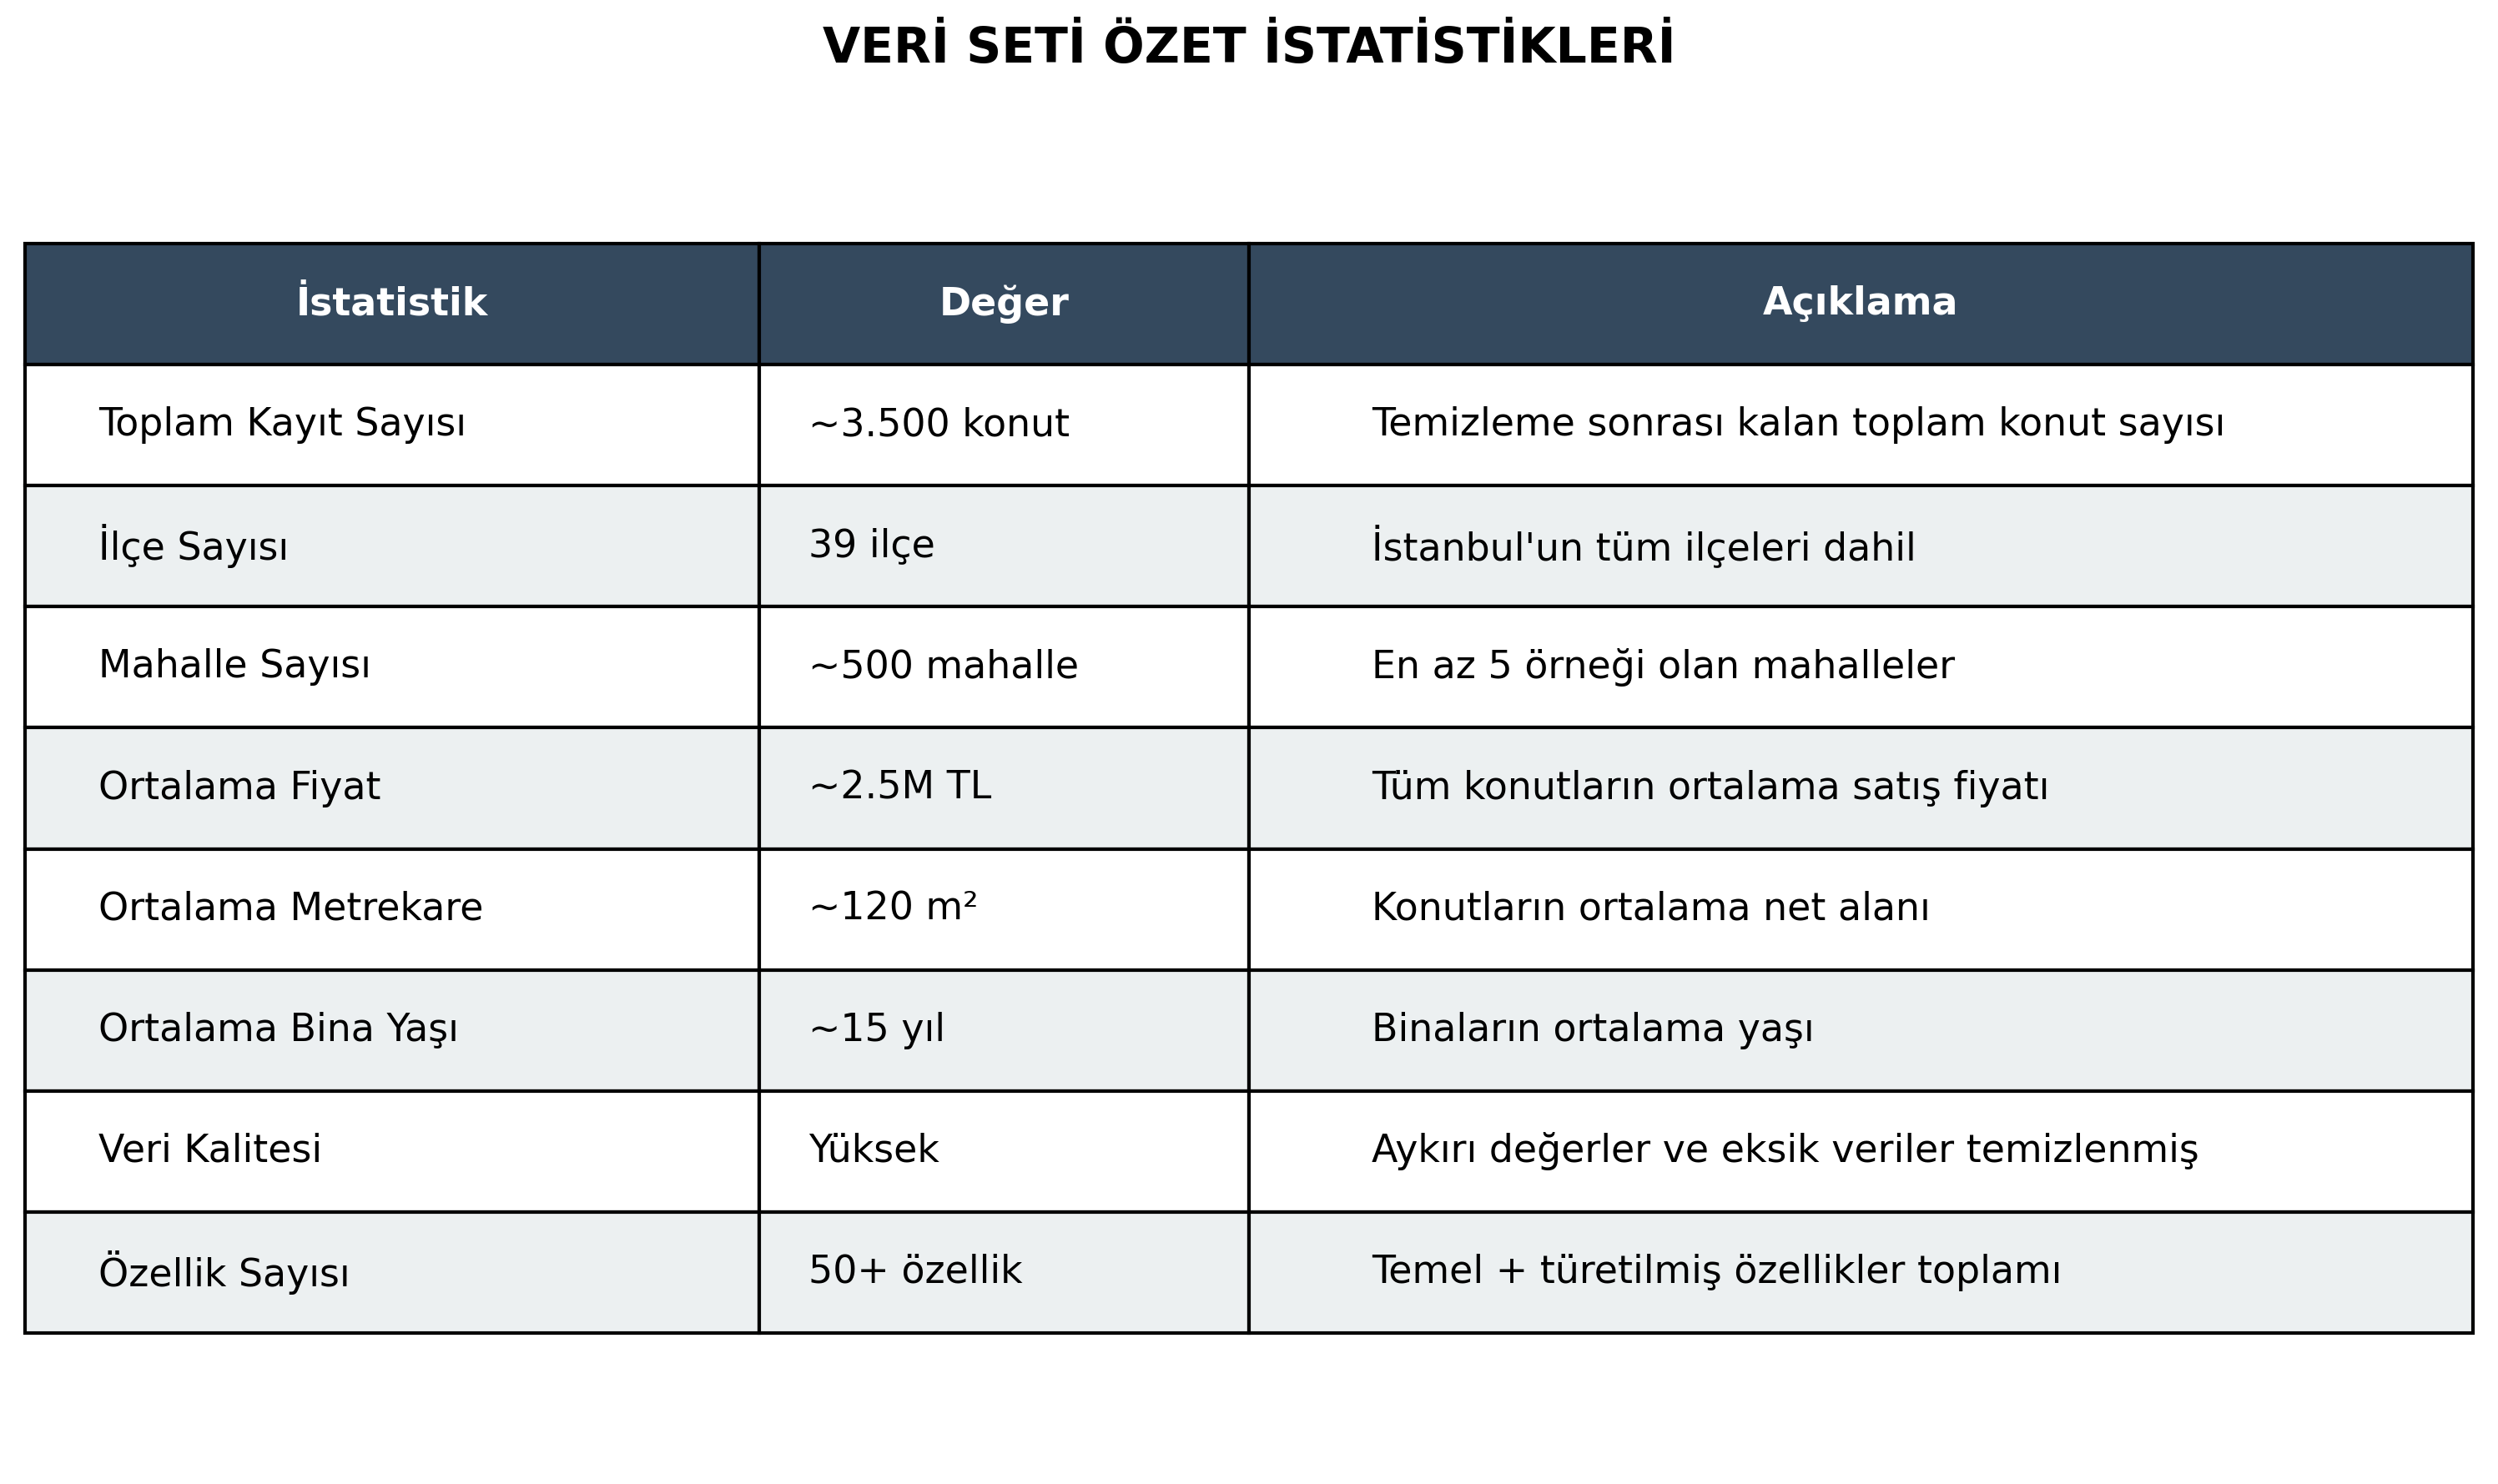 VERİ SETİ ÖZET İSTATİSTİKLERİ
İstatistik Değer Açıklama
Toplam Kayıt Sayısı ~3.500 konut Temizleme sonrası kalan toplam konut sayısı
İlçe Sayısı 39 ilçe İstanbul'un tüm ilçeleri dahil
Mahalle Sayısı ~500 mahalle En az 5 örneği olan mahalleler
Ortalama Fiyat ~2.5M TL Tüm konutların ortalama satış fiyatı
Ortalama Metrekare ~120 m² Konutların ortalama net alanı
Ortalama Bina Yaşı ~15 yıl Binaların ortalama yaşı
Veri Kalitesi Yüksek Aykırı değerler ve eksik veriler temizlenmiş
Özellik Sayısı 50+ özellik Temel + türetilmiş özellikler toplamı